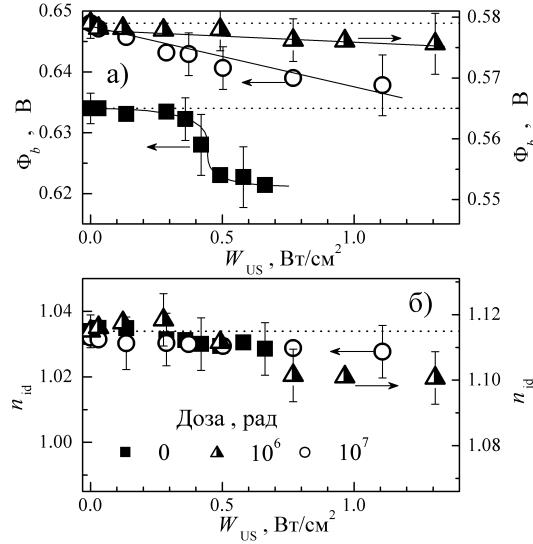 0.65
0.64
0.63
0.62
Φb , В
а)
0.58
0.57
0.56
0.55
Φb , В
0.0 0.5 1.0
WUS , Вт/см2
1.04
1.02
1.00
nid
б)
1.12
1.10
1.08
nid
Доза , рад
0 10^6 10^7
0.0 0.5 1.0
WUS , Вт/см2